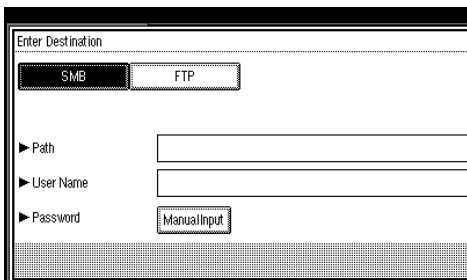 Enter Destination
SMB FTP
► Path
► User Name
► Password ManualInput